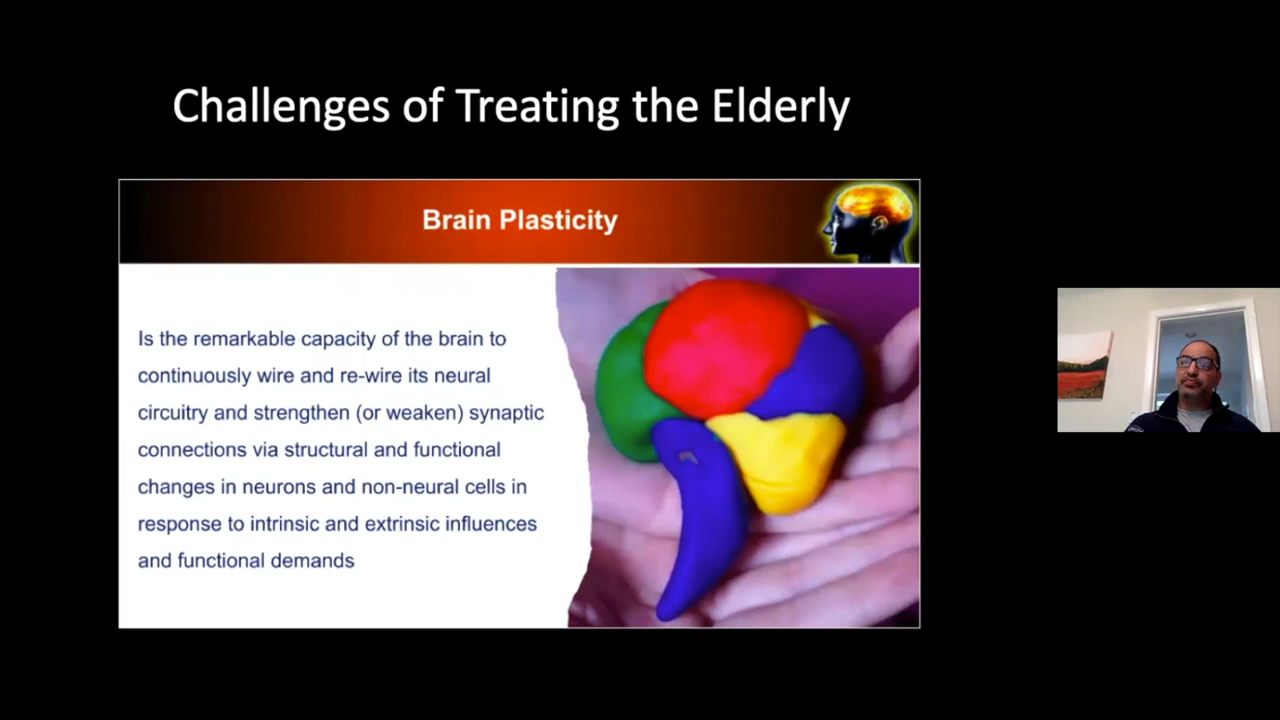 Challenges of Treating the Elderly
Brain Plasticity
Is the remarkable capacity of the brain to
continuously wire and re-wire its neural
circuitry and strengthen (or weaken) synaptic
connections via structural and functional
changes in neurons and non-neural cells in
response to intrinsic and extrinsic influences
and functional demands